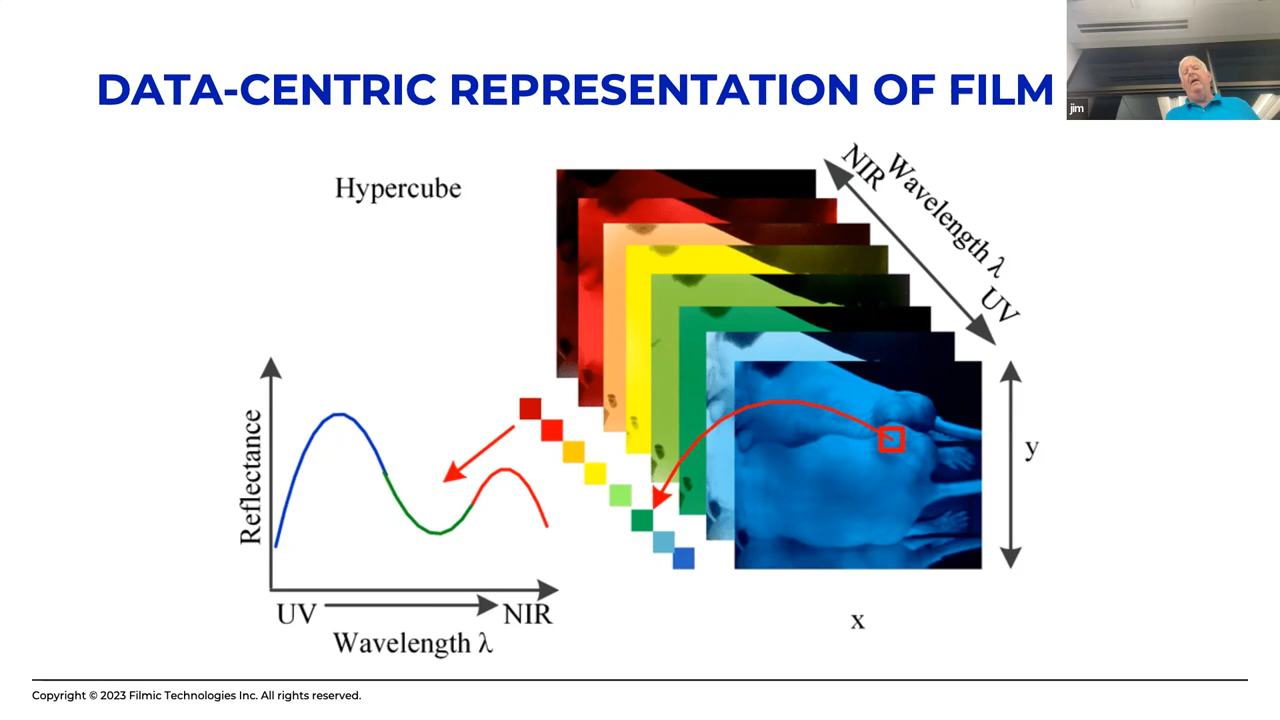 DATA-CENTRIC REPRESENTATION OF FILM
jim
Hypercube
NIR
Wavelength λ
UV
Reflectance
y
UV
NIR
Wavelength λ
x
Copyright © 2023 Filmic Technologies Inc. All rights reserved.